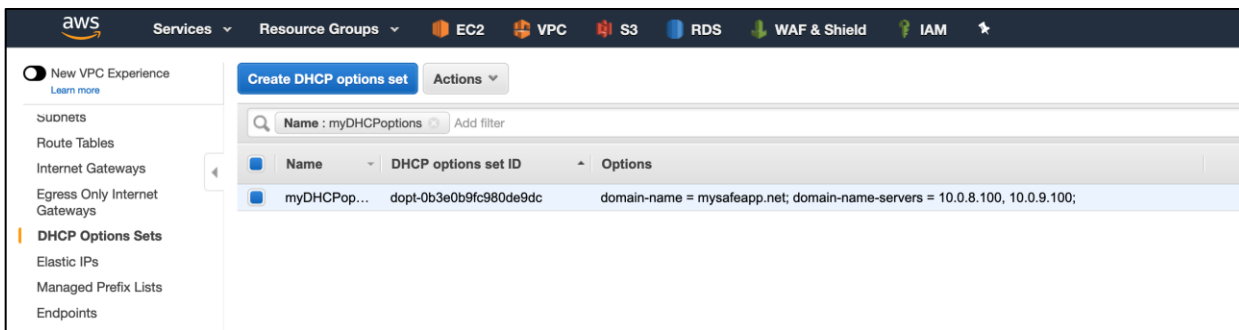 aws Services Resource Groups EC2 VPC S3 RDS WAF & Shield IAM
New VPC Experience
Learn more
Subnets
Route Tables
Internet Gateways
Egress Only Internet
Gateways
DHCP Options Sets
Elastic IPs
Managed Prefix Lists
Endpoints
Create DHCP options set Actions
Name : myDHCPoptions Add filter
Name DHCP options set ID Options
myDHCPop... dopt-0b3e0b9fc980de9dc domain-name = mysafeapp.net; domain-name-servers = 10.0.8.100, 10.0.9.100;